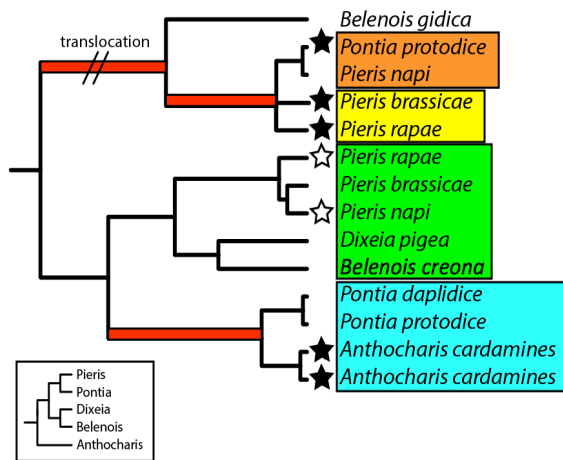 Belenois gidica
translocation
Pontia protodice
Pieris napi
Pieris brassicae
Pieris rapae
Pieris rapae
Pieris brassicae
Pieris napi
Dixeia pigea
Belenois creona
Pontia daplidice
Pontia protodice
Anthocharis cardamines
Anthocharis cardamines
Pieris
Pontia
Dixeia
Belenois
Anthocharis